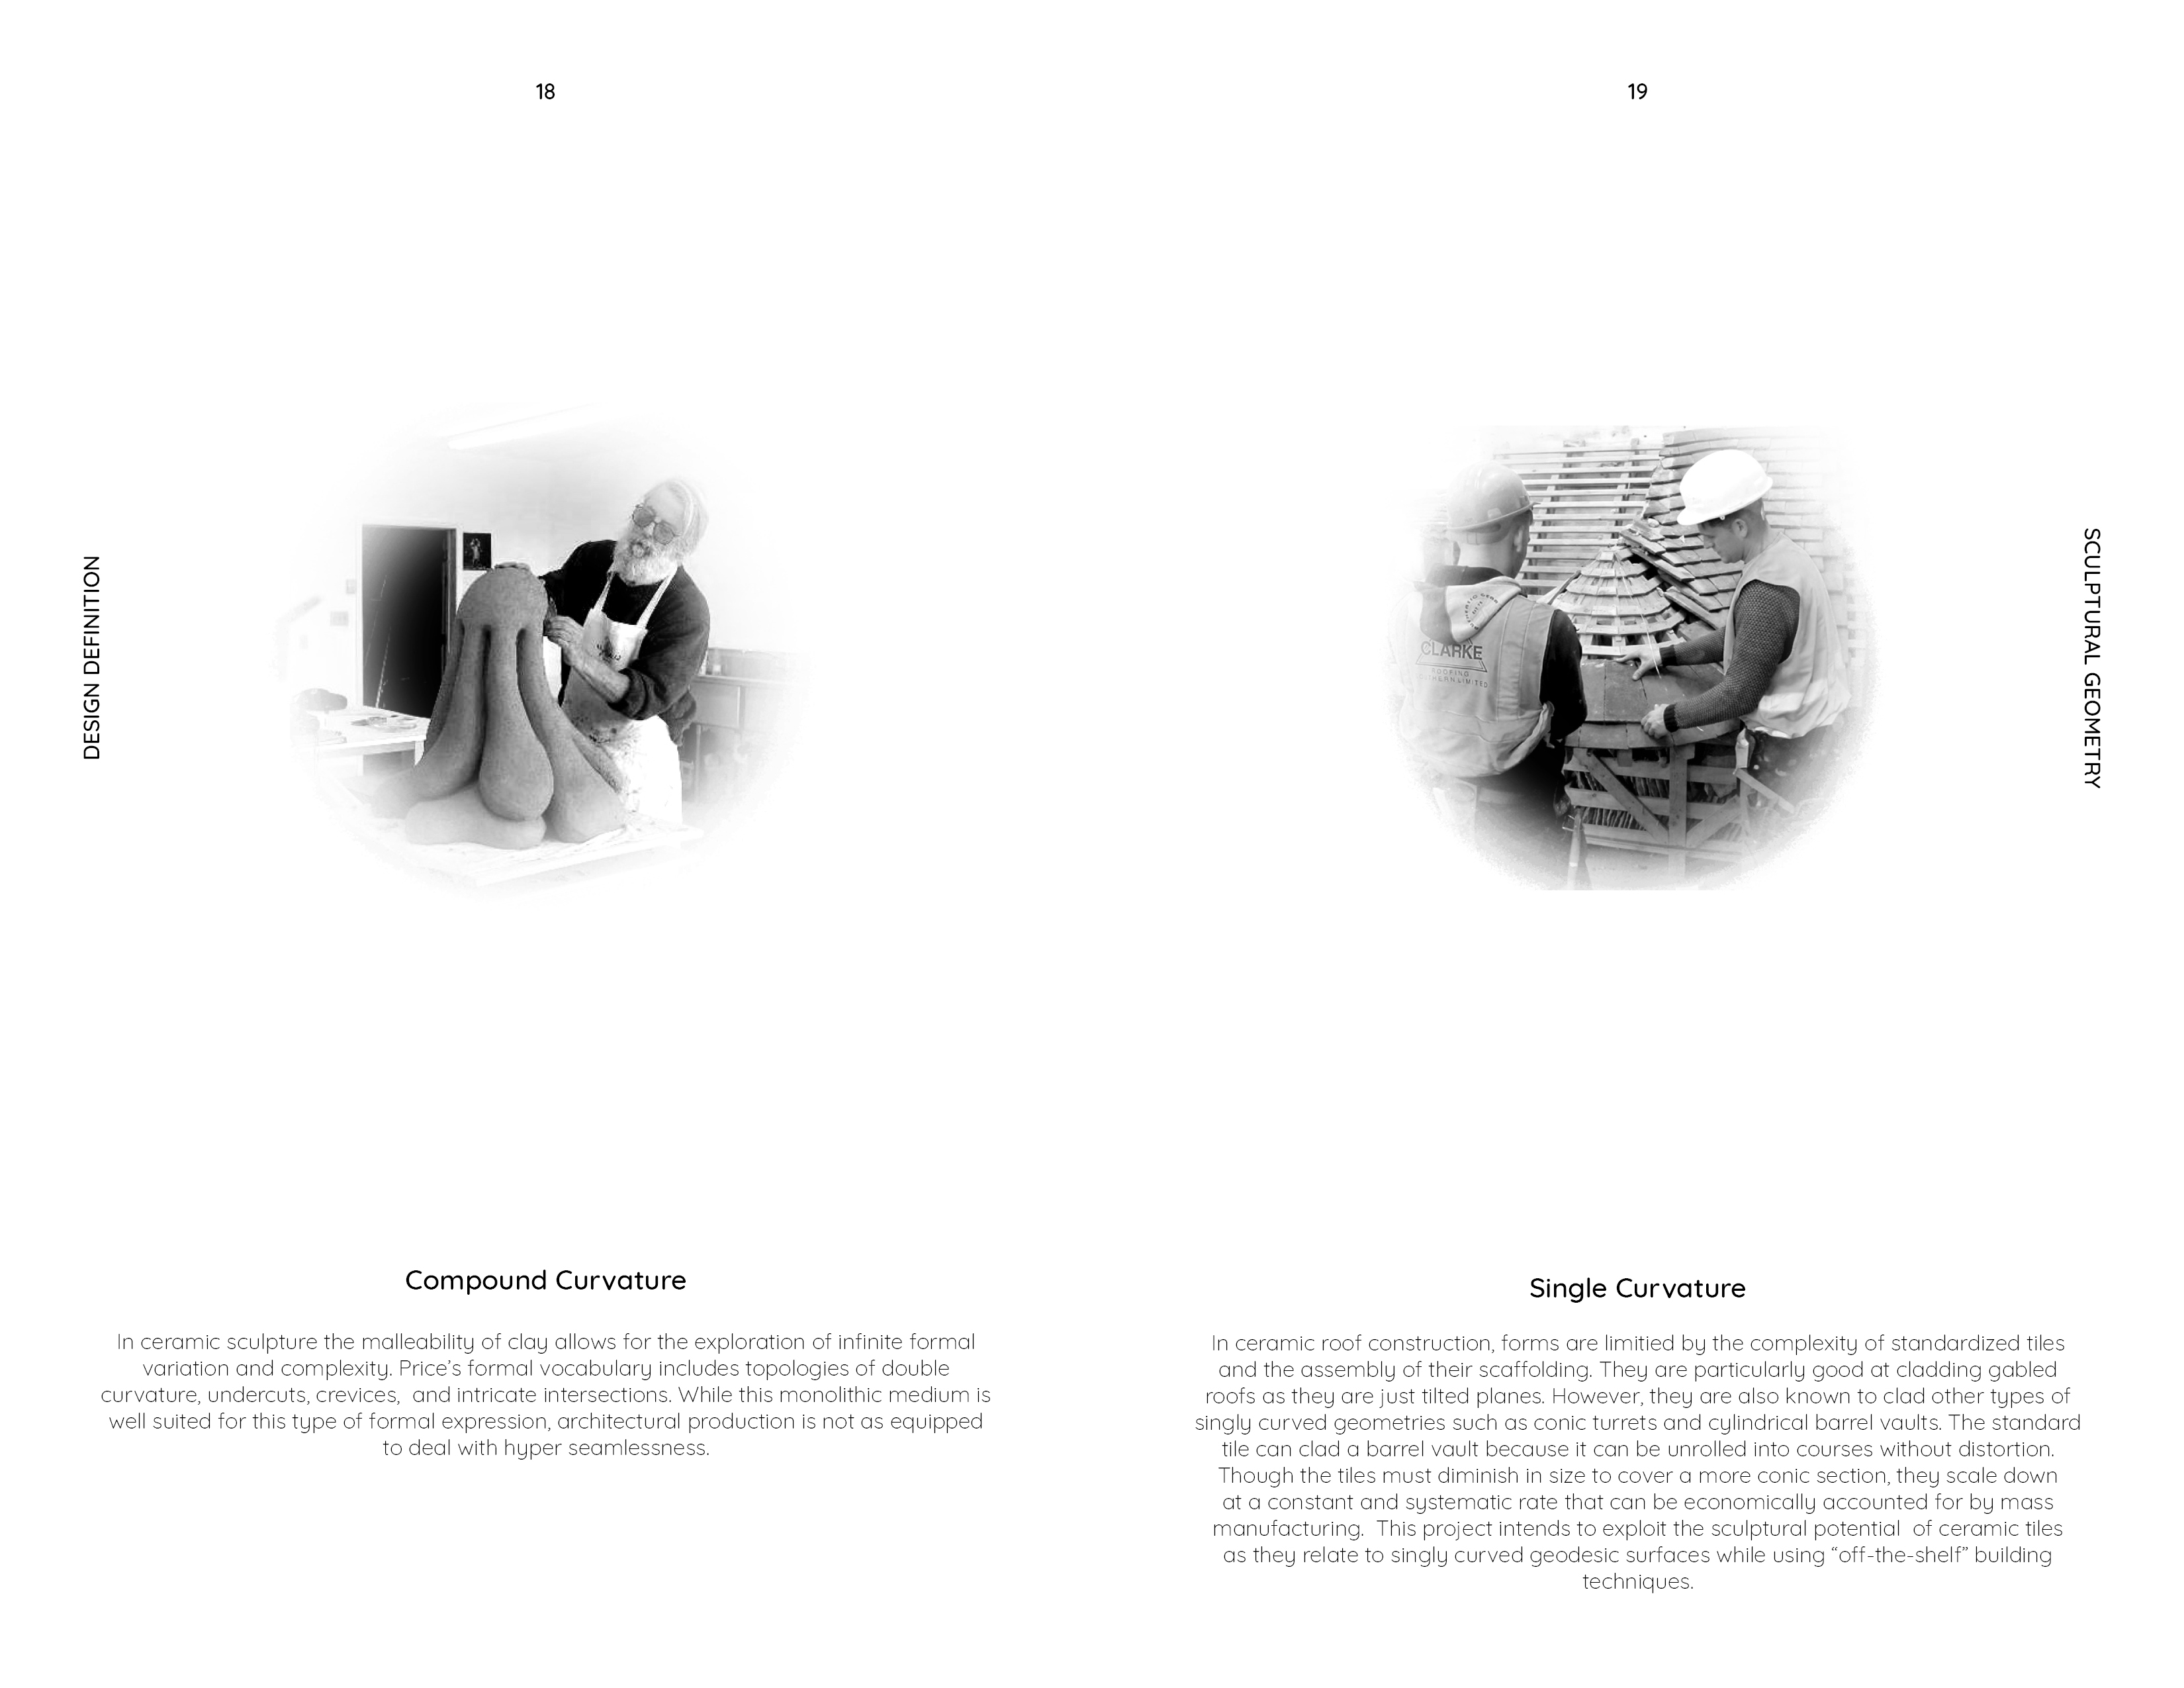 18
DESIGN DEFINITION
Compound Curvature
In ceramic sculpture the malleability of clay allows for the exploration of infinite formal
variation and complexity. Price’s formal vocabulary includes topologies of double
curvature, undercuts, crevices,  and intricate intersections. While this monolithic medium is
well suited for this type of formal expression, architectural production is not as equipped
to deal with hyper seamlessness.
19
SCULPTURAL GEOMETRY
CLARKE
ROOFING
Single Curvature
In ceramic roof construction, forms are limitied by the complexity of standardized tiles
and the assembly of their scaffolding. They are particularly good at cladding gabled
roofs as they are just tilted planes. However, they are also known to clad other types of
singly curved geometries such as conic turrets and cylindrical barrel vaults. The standard
tile can clad a barrel vault because it can be unrolled into courses without distortion.
Though the tiles must diminish in size to cover a more conic section, they scale down
at a constant and systematic rate that can be economically accounted for by mass
manufacturing.  This project intends to exploit the sculptural potential  of ceramic tiles
as they relate to singly curved geodesic surfaces while using “off-the-shelf” building
techniques.